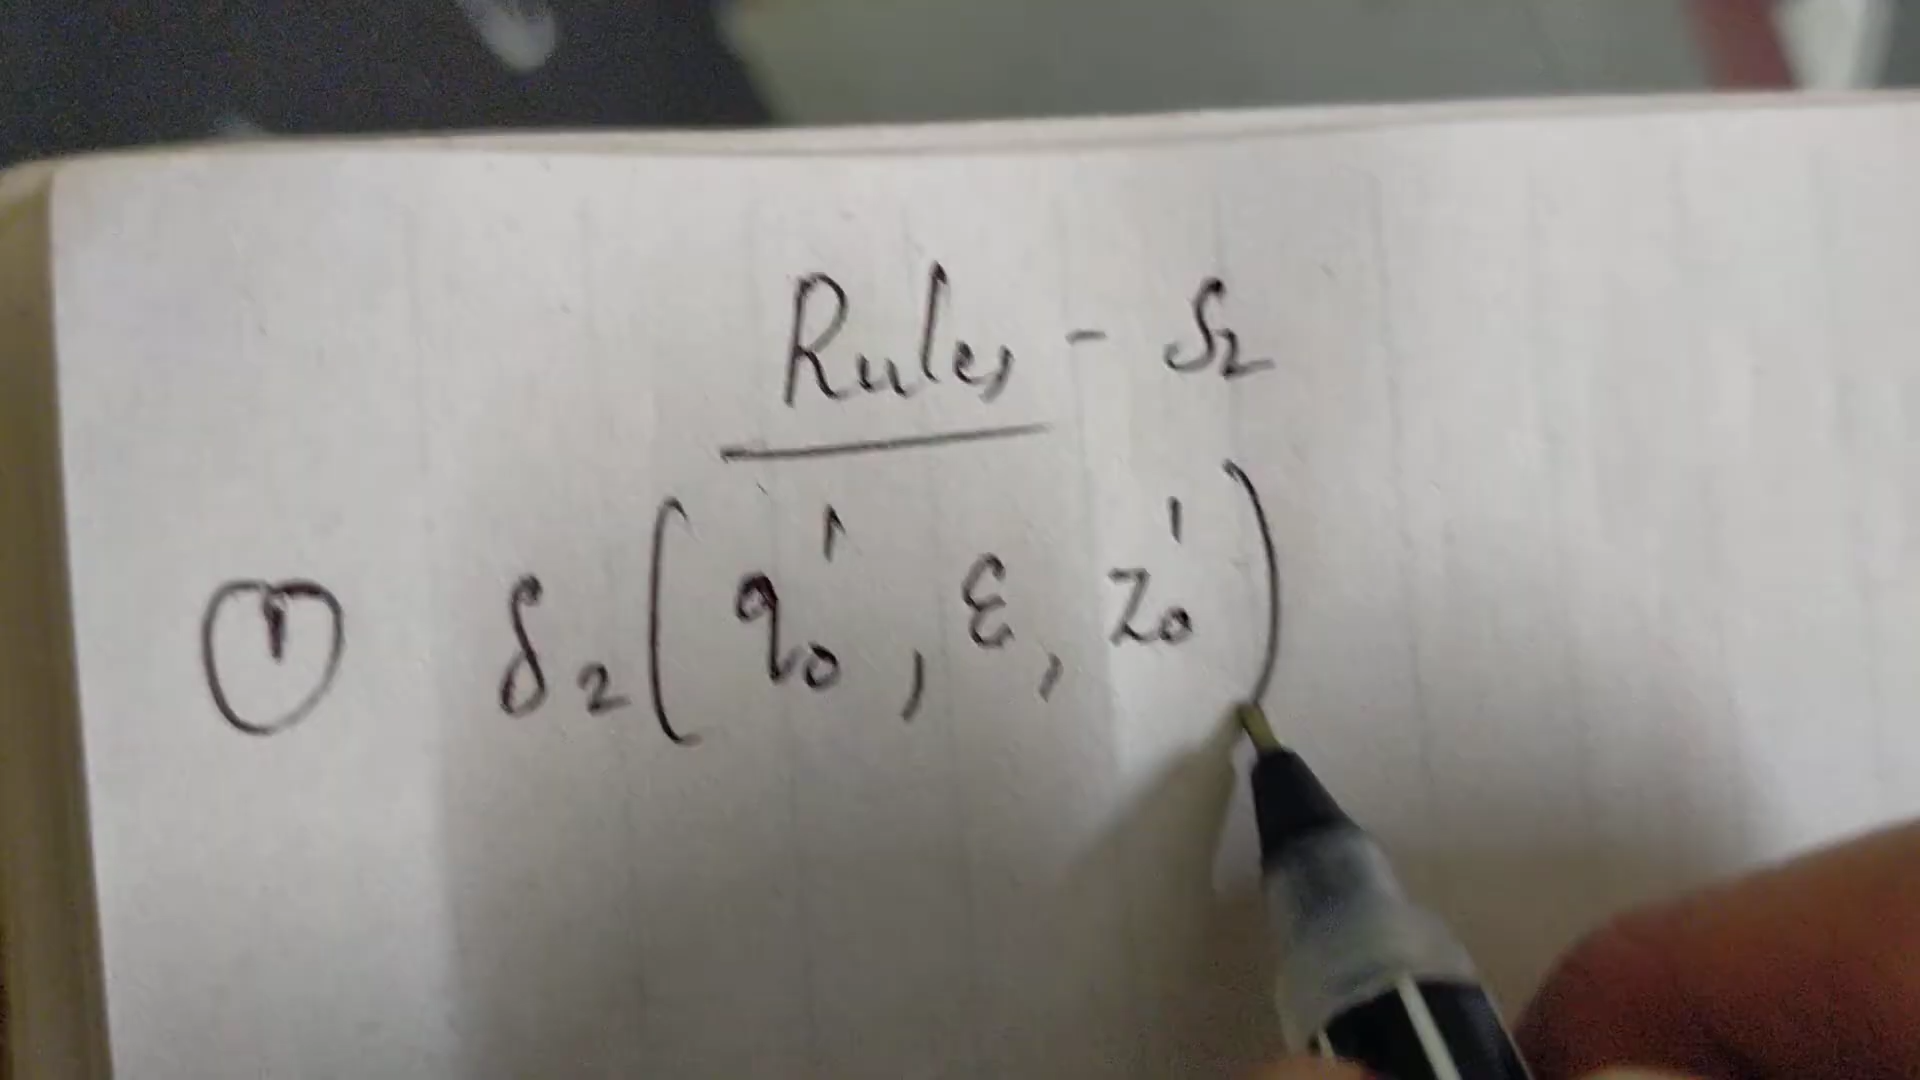 Rules - δ₂
① δ₂(q₀', ε, z₀')